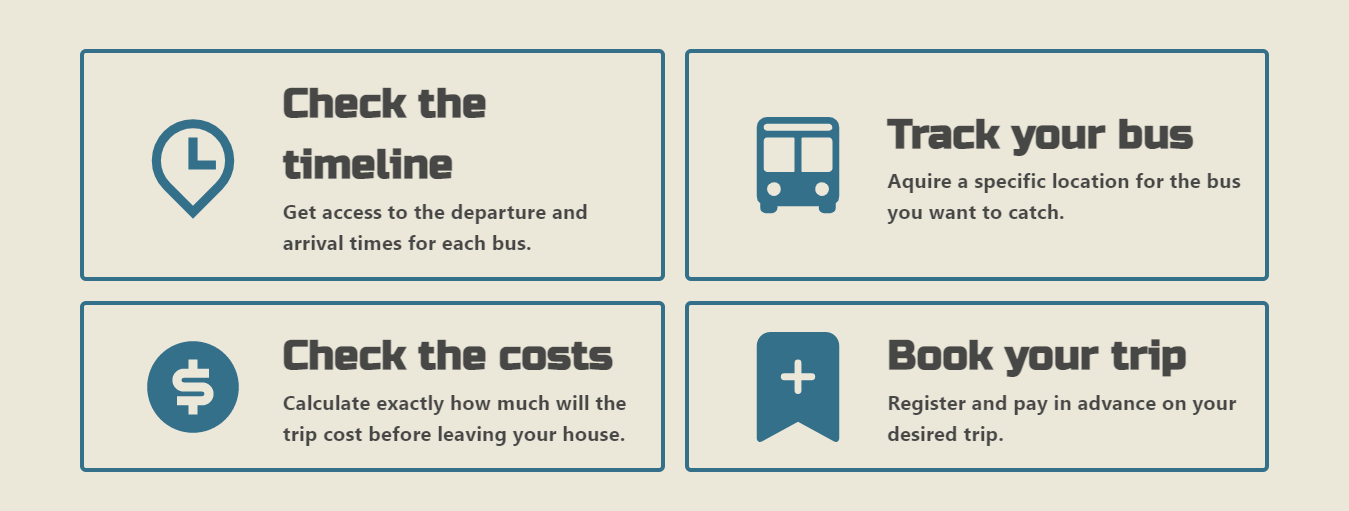 Check the
timeline
Get access to the departure and
arrival times for each bus.
Track your bus
Aquire a specific location for the bus
you want to catch.
Check the costs
Calculate exactly how much will the
trip cost before leaving your house.
Book your trip
Register and pay in advance on your
desired trip.